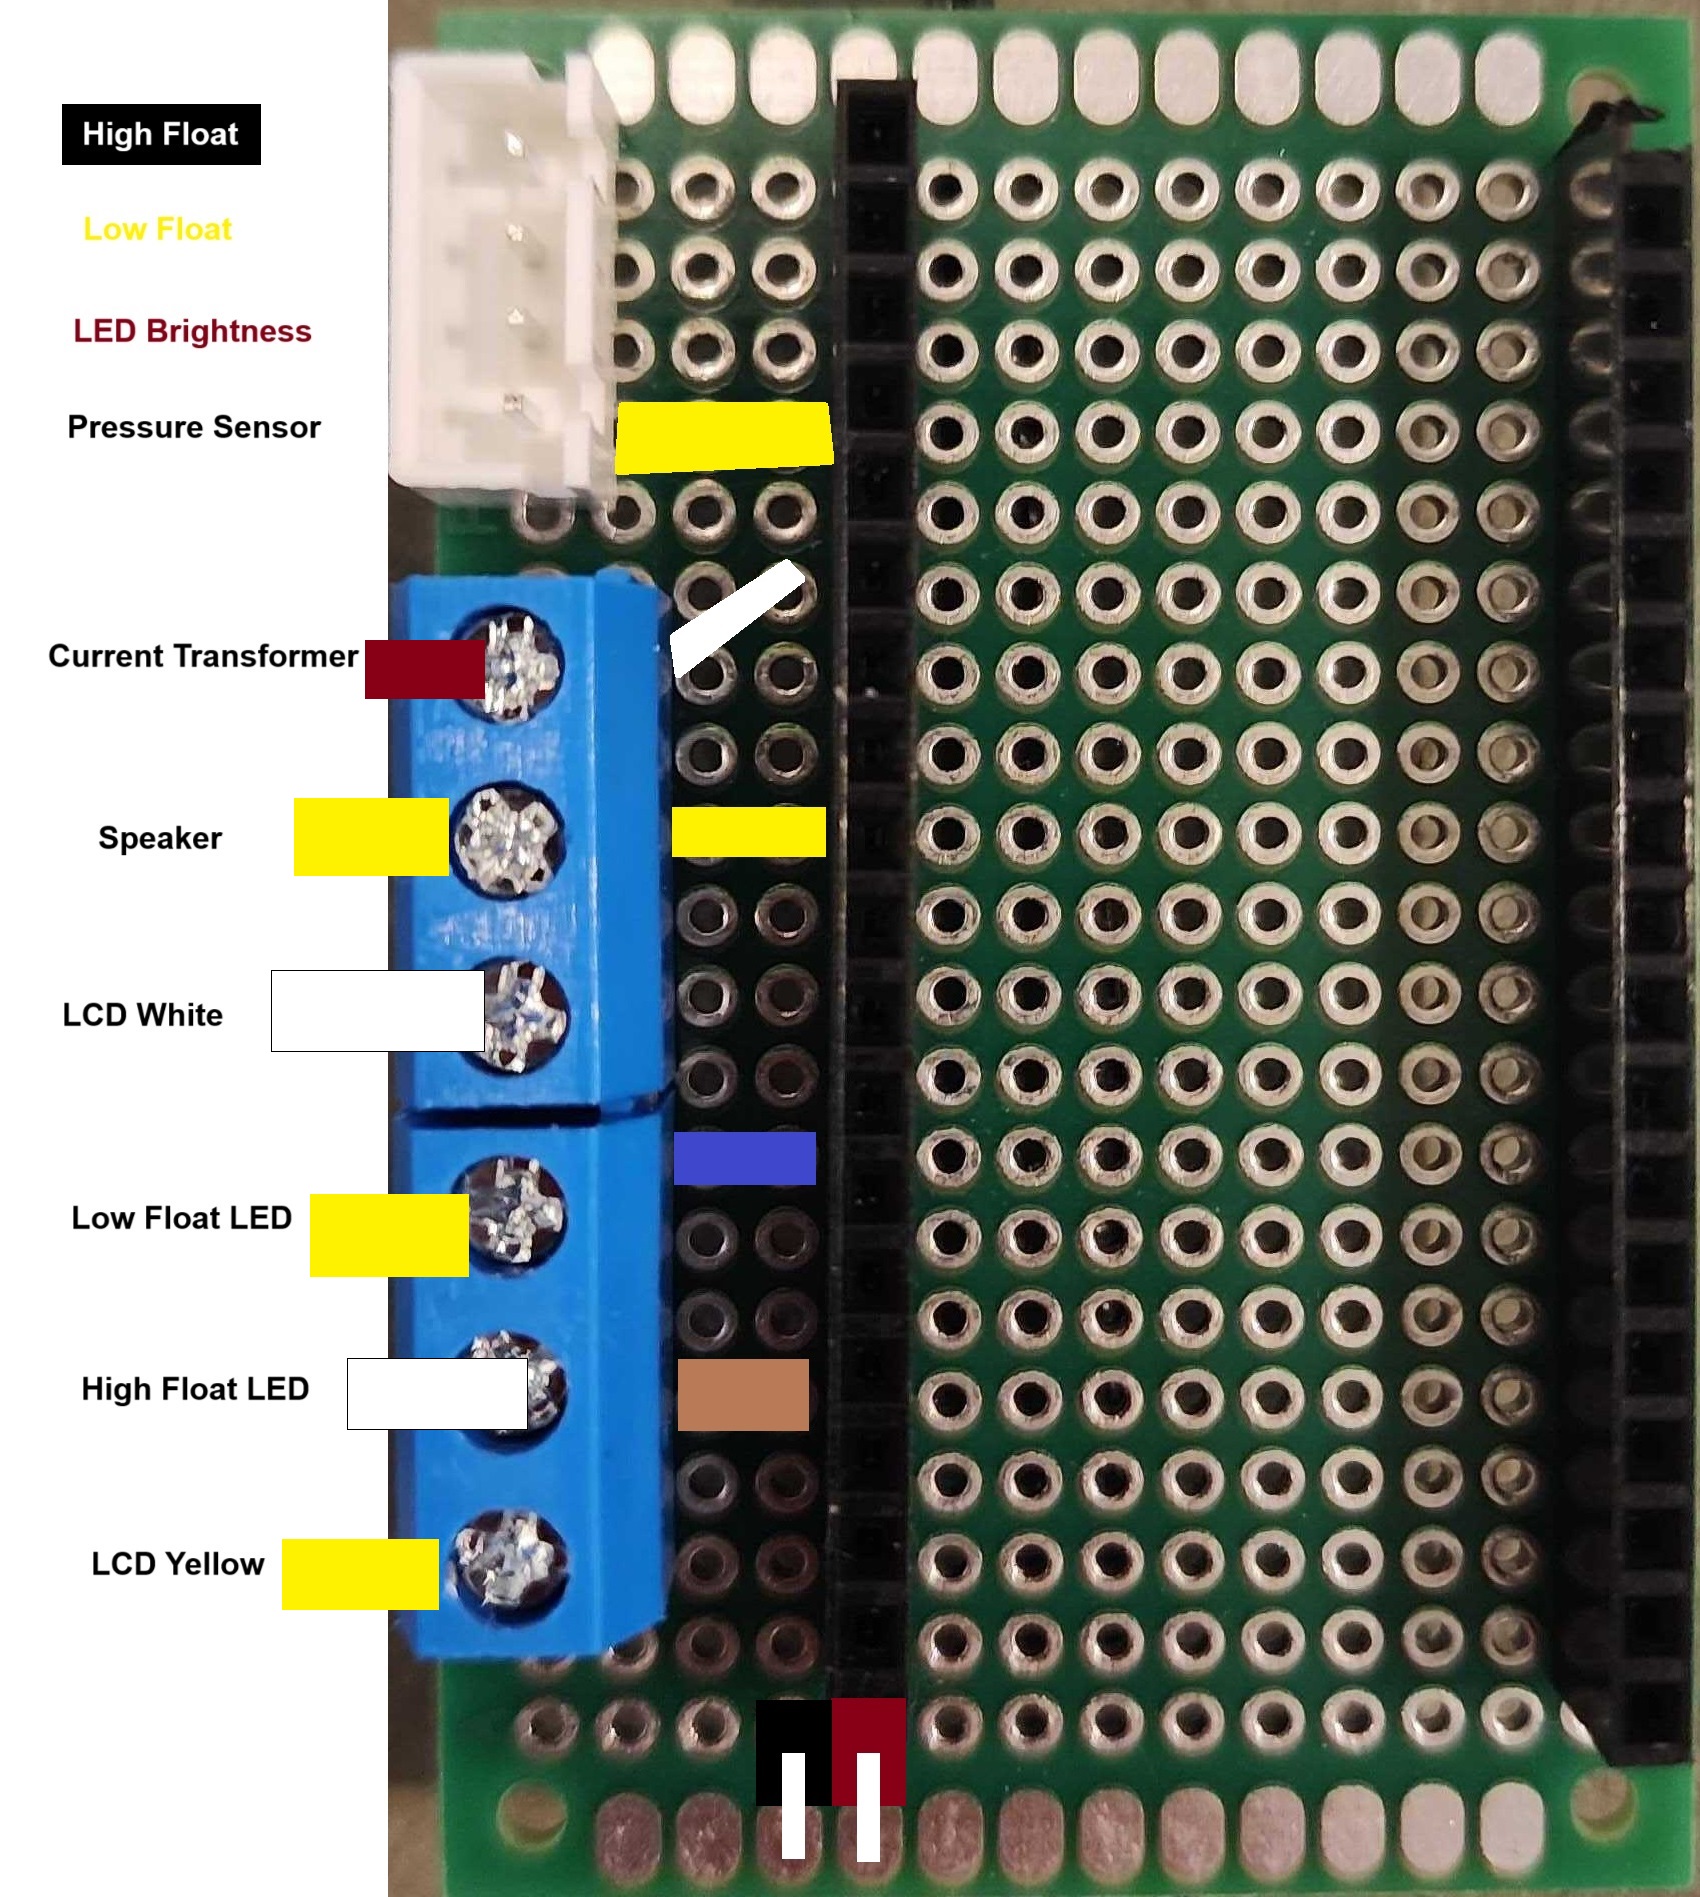 High Float
Low Float
LED Brightness
Pressure Sensor
Current Transformer
Speaker
LCD White
Low Float LED
High Float LED
LCD Yellow